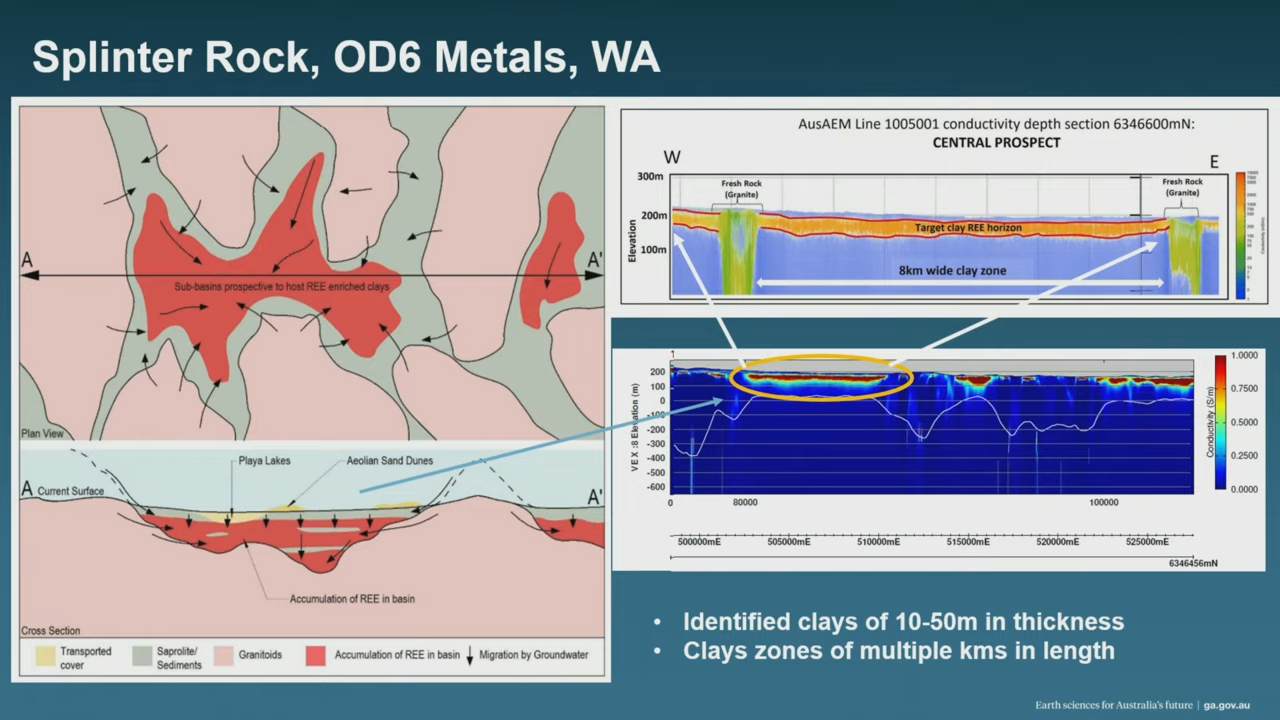 Splinter Rock, OD6 Metals, WA
A
A'
Sub-basins prospective to host REE enriched clays
Plan View
Playa Lakes
Aeolian Sand Dunes
A
Current Surface
A'
Accumulation of REE in basin
Cross Section
Transported cover
Saprolite/ Sediments
Granitoids
Accumulation of REE in basin
Migration by Groundwater
AusAEM Line 1005001 conductivity depth section 6346600mN:
CENTRAL PROSPECT
W
E
300m
200m
100m
Elevation
Fresh Rock
(Granite)
Fresh Rock
(Granite)
Target clay REE horizon
8km wide clay zone
VE X :8 Elevation (m)
200
100
0
-100
-200
-300
-400
-500
-600
0
80000
100000
Conductivity (S/m)
1.0000
0.7500
0.5000
0.2500
0.0000
500000mE
505000mE
510000mE
515000mE
520000mE
525000mE
6346456mN
• Identified clays of 10-50m in thickness
• Clays zones of multiple kms in length
Earth sciences for Australia's future | ga.gov.au